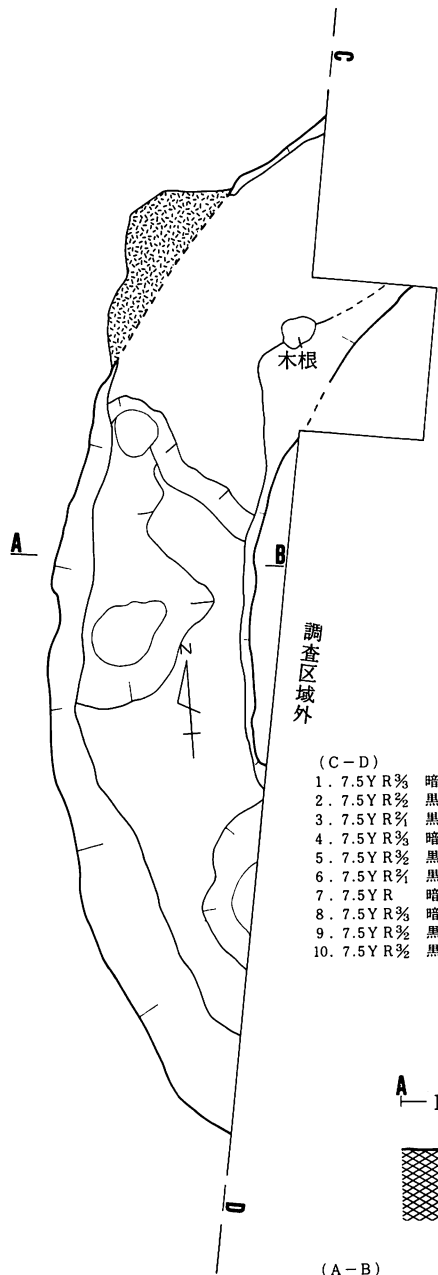 C
木根
A
B
Z
調査区域外
(C-D)
1. 7.5YR3/3 暗
2. 7.5YR2/2 黒
3. 7.5YR2/1 黒
4. 7.5YR3/3 暗
5. 7.5YR3/2 黒
6. 7.5YR2/1 黒
7. 7.5YR 暗
8. 7.5YR3/3 暗
9. 7.5YR3/2 黒
10. 7.5YR3/2 黒
A
D
(A-B)